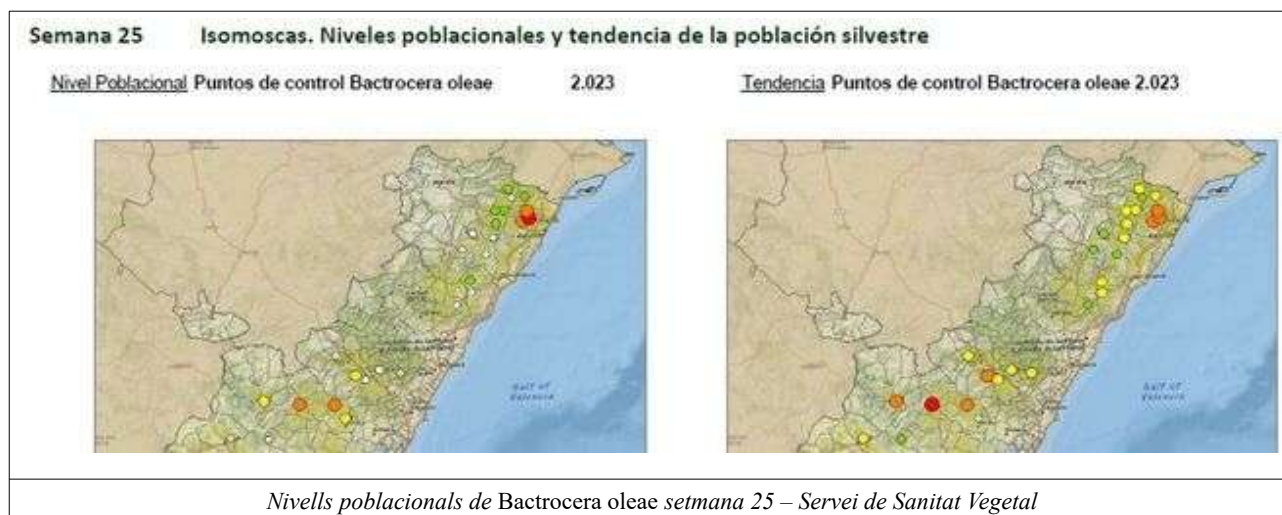 Semana 25 Isomoscas. Niveles poblacionales y tendencia de la población silvestre
Nivel Poblacional Puntos de control Bactrocera oleae 2.023
Tendencia Puntos de control Bactrocera oleae 2.023
Gulf of
Valencia
Gulf of
Valencia
Nivells poblacionals de Bactrocera oleae setmana 25 – Servei de Sanitat Vegetal